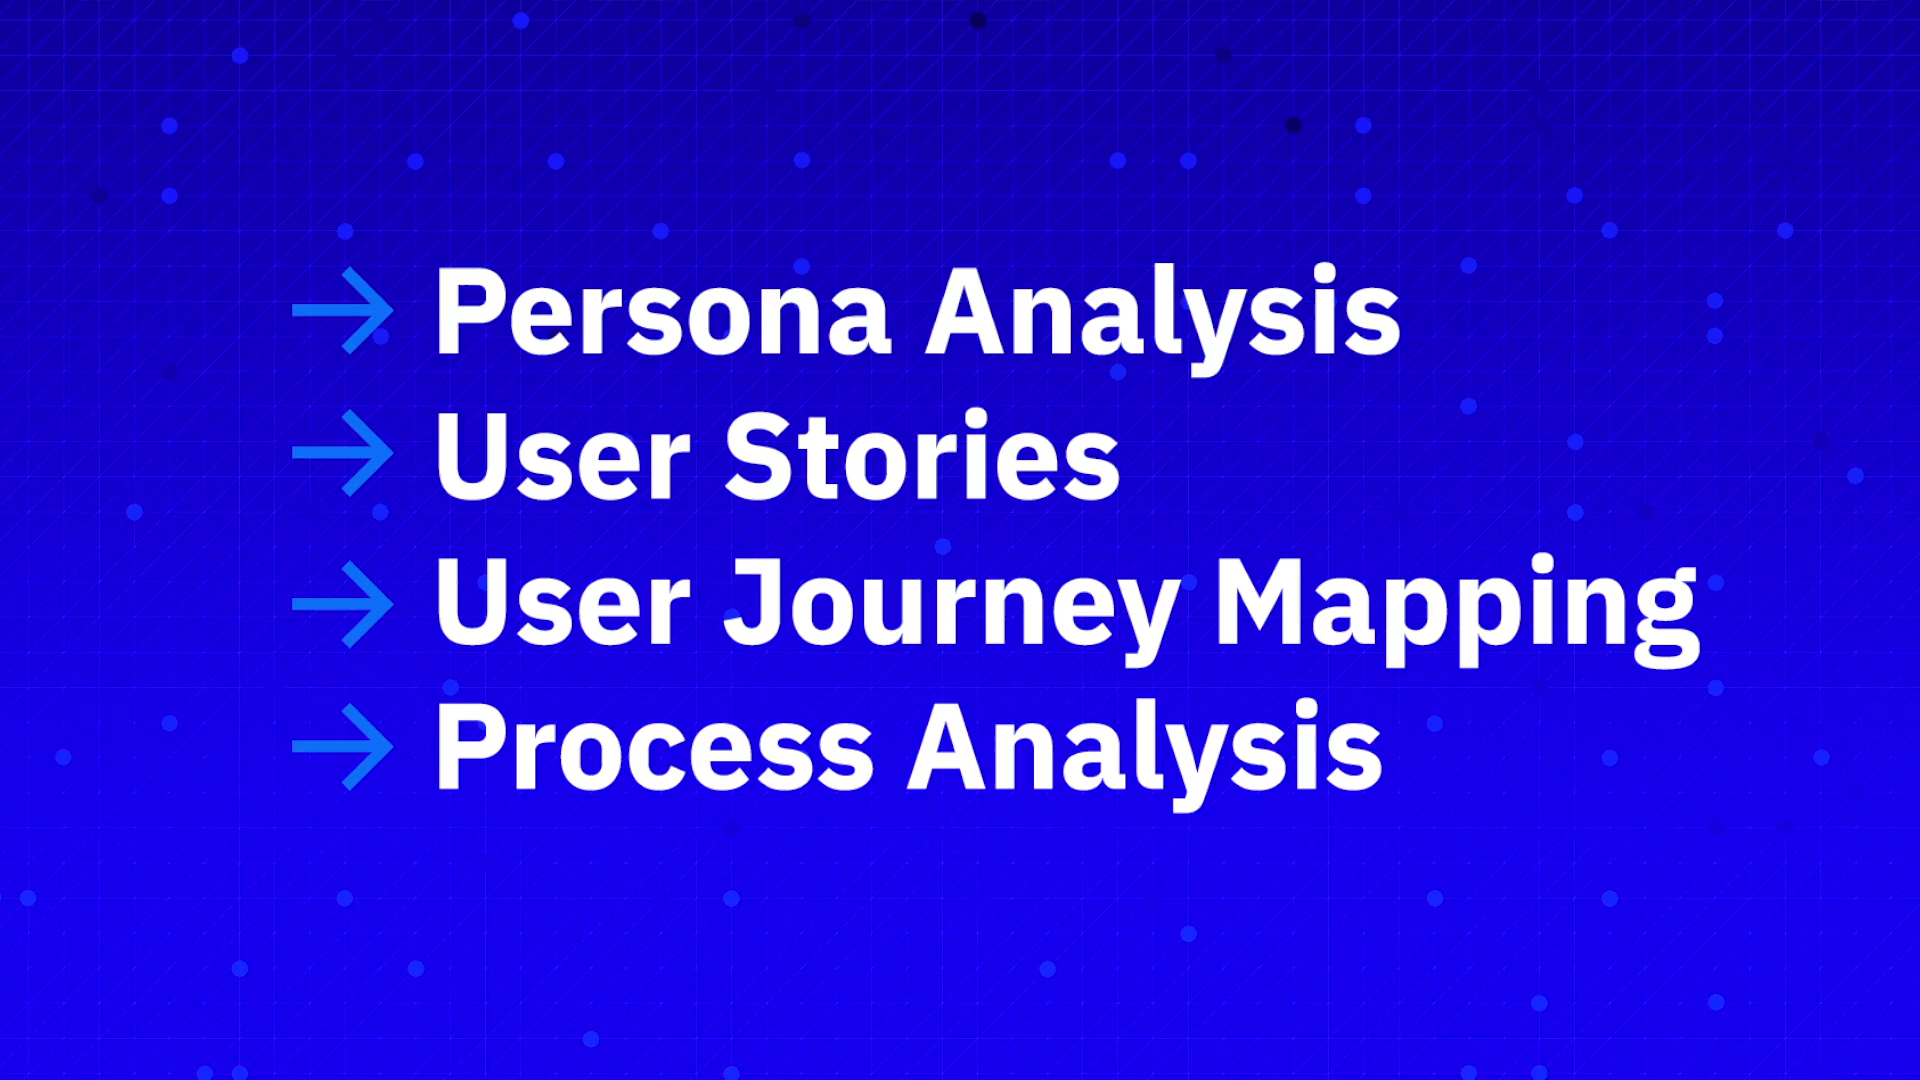 → Persona Analysis
→ User Stories
→ User Journey Mapping
→ Process Analysis